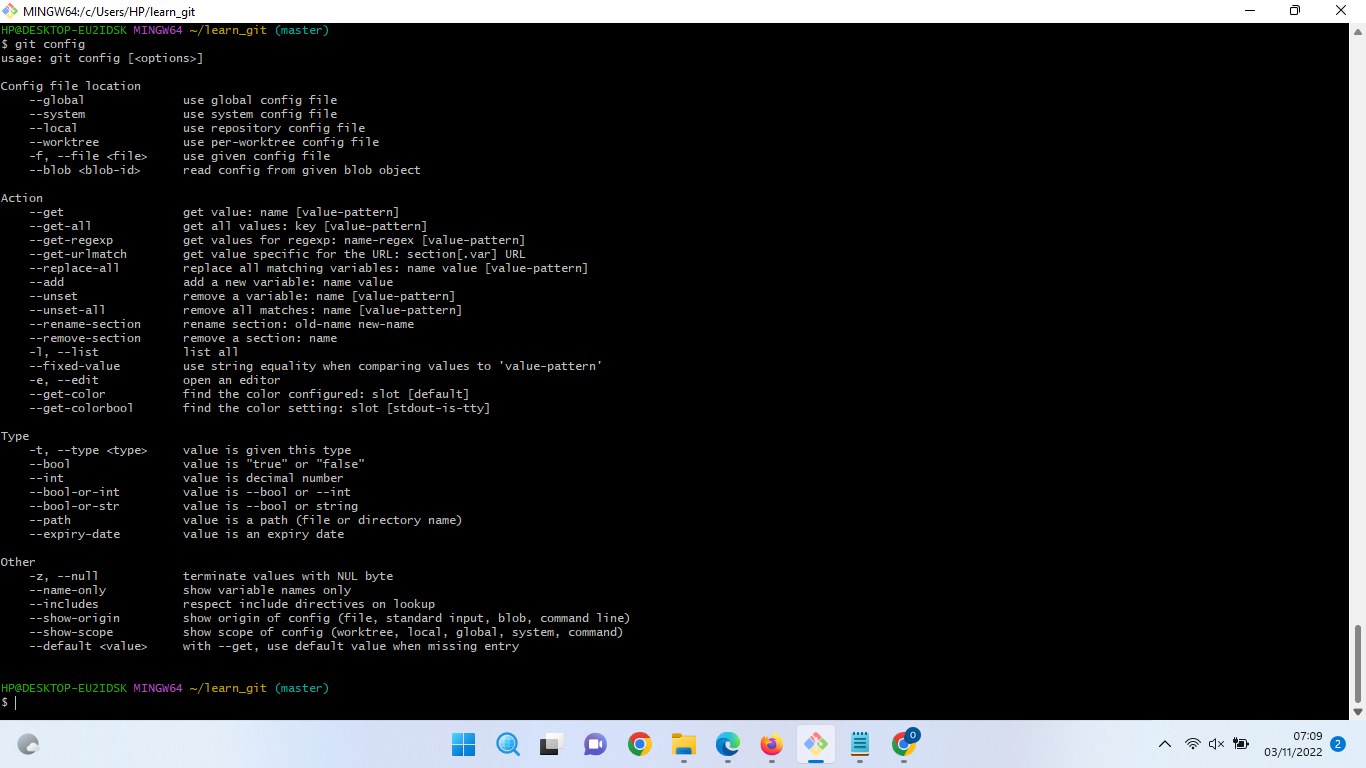 MINGW64:/c/Users/HP/learn_git
HP@DESKTOP-EU2IDSK MINGW64 ~/learn_git (master)
$ git config
usage: git config [<options>]

Config file location
    --global              use global config file
    --system              use system config file
    --local               use repository config file
    --worktree            use per-worktree config file
    -f, --file <file>     use given config file
    --blob <blob-id>      read config from given blob object

Action
    --get                 get value: name [value-pattern]
    --get-all             get all values: key [value-pattern]
    --get-regexp          get values for regexp: name-regex [value-pattern]
    --get-urlmatch        get value specific for the URL: section[.var] URL
    --replace-all         replace all matching variables: name value [value-pattern]
    --add                 add a new variable: name value
    --unset               remove a variable: name [value-pattern]
    --unset-all           remove all matches: name [value-pattern]
    --rename-section      rename section: old-name new-name
    --remove-section      remove a section: name
    -l, --list            list all
    --fixed-value         use string equality when comparing values to 'value-pattern'
    -e, --edit            open an editor
    --get-color           find the color configured: slot [default]
    --get-colorbool       find the color setting: slot [stdout-is-tty]

Type
    -t, --type <type>     value is given this type
    --bool                value is "true" or "false"
    --int                 value is decimal number
    --bool-or-int         value is --bool or --int
    --bool-or-str         value is --bool or string
    --path                value is a path (file or directory name)
    --expiry-date         value is an expiry date

Other
    -z, --null            terminate values with NUL byte
    --name-only           show variable names only
    --includes            respect include directives on lookup
    --show-origin         show origin of config (file, standard input, blob, command line)
    --show-scope          show scope of config (worktree, local, global, system, command)
    --default <value>     with --get, use default value when missing entry

HP@DESKTOP-EU2IDSK MINGW64 ~/learn_git (master)
$
0
07:09
03/11/2022
2